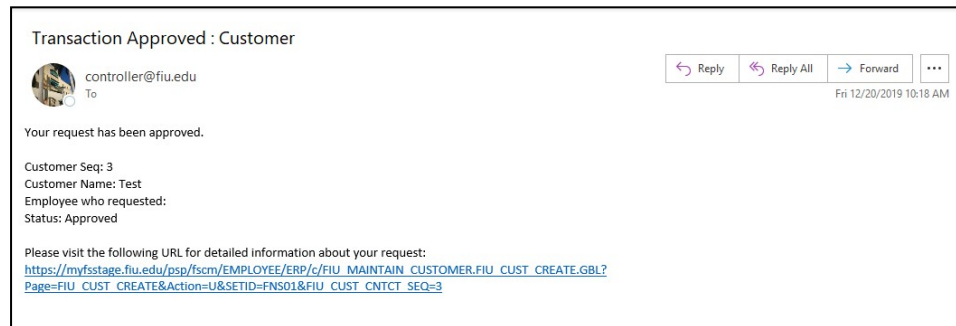 Transaction Approved : Customer
controller@fiu.edu
To
Reply
Reply All
Forward
...
Fri 12/20/2019 10:18 AM
Your request has been approved.
Customer Seq: 3
Customer Name: Test
Employee who requested:
Status: Approved
Please visit the following URL for detailed information about your request:
https://myfsstage.fiu.edu/psp/fscm/EMPLOYEE/ERP/c/FIU_MAINTAIN_CUSTOMER.FIU_CUST_CREATE.GBL?
Page=FIU_CUST_CREATE&Action=U&SETID=FNS01&FIU_CUST_CNTCT_SEQ=3